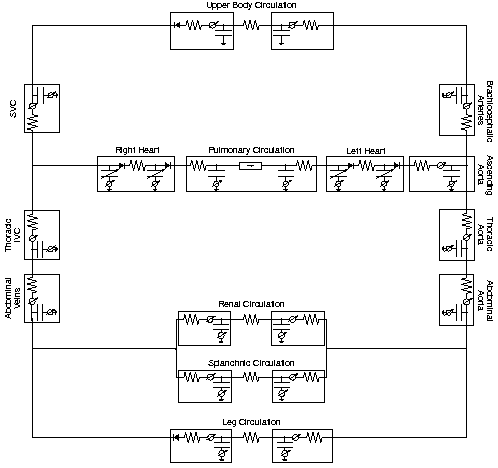 Upper Body Circulation
SVC
Brachiocephalic
Arteries
Right Heart
Pulmonary Circulation
Left Heart
Ascending
Aorta
Thoracic
IVC
Thoracic
Aorta
Abdominal
Veins
Abdominal
Aorta
Renal Circulation
Splanchnic Circulation
Leg Circulation